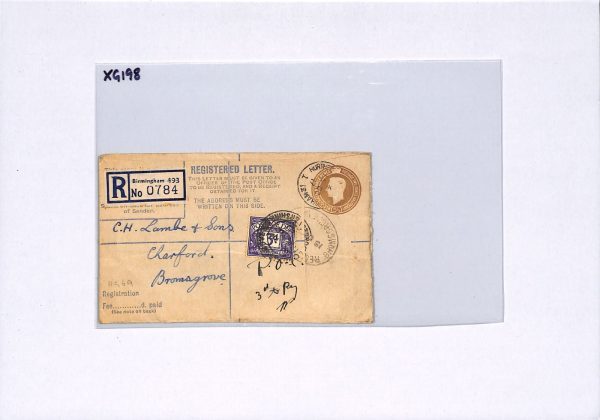 XG198
REGISTERED LETTER.
THIS LETTER MUST BE GIVEN TO AN
OFFICER OF THE POST OFFICE
TO BE REGISTERED, AND A RECEIPT
OBTAINED FOR IT.
THE ADDRESS MUST BE
WRITTEN ON THIS SIDE.
R Birmingham 493
No 0784
of Sender.
C.H. Lambe & Sons
Charford.
Bromsgrove
3d to Pay
Registration
Fee............d. paid
(See note on back)